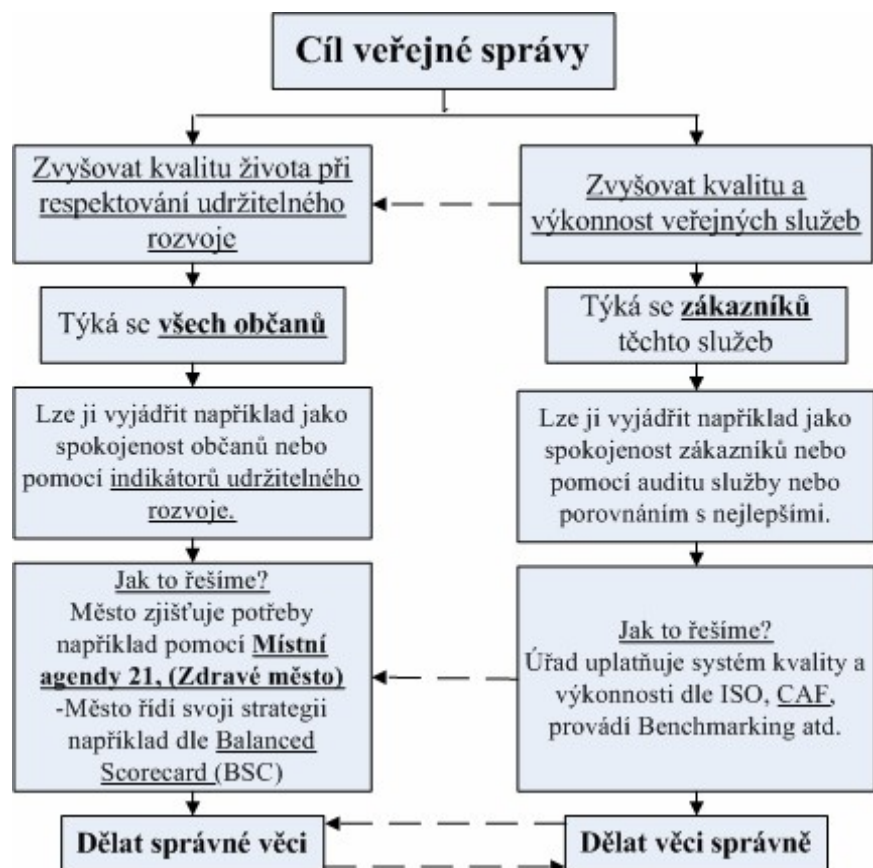 Cíl veřejné správy
Zvyšovat kvalitu života při
respektování udržitelného
rozvoje
Týká se všech občanů
Lze ji vyjádřit například jako
spokojenost občanů nebo
pomocí indikátorů udržitelného
rozvoje.
Jak to řešíme?
Město zjišťuje potřeby
například pomocí Místní
agendy 21, (Zdravé město)
-Město řídí svoji strategii
například dle Balanced
Scorecard (BSC)
Dělat správné věci
Zvyšovat kvalitu a
výkonnost veřejných služeb
Týká se zákazníků
těchto služeb
Lze ji vyjádřit například jako
spokojenost zákazníků nebo
pomocí auditu služby nebo
porovnáním s nejlepšími.
Jak to řešíme?
Úřad uplatňuje systém kvality a
výkonnosti dle ISO, CAF,
provádí Benchmarking atd.
Dělat věci správně